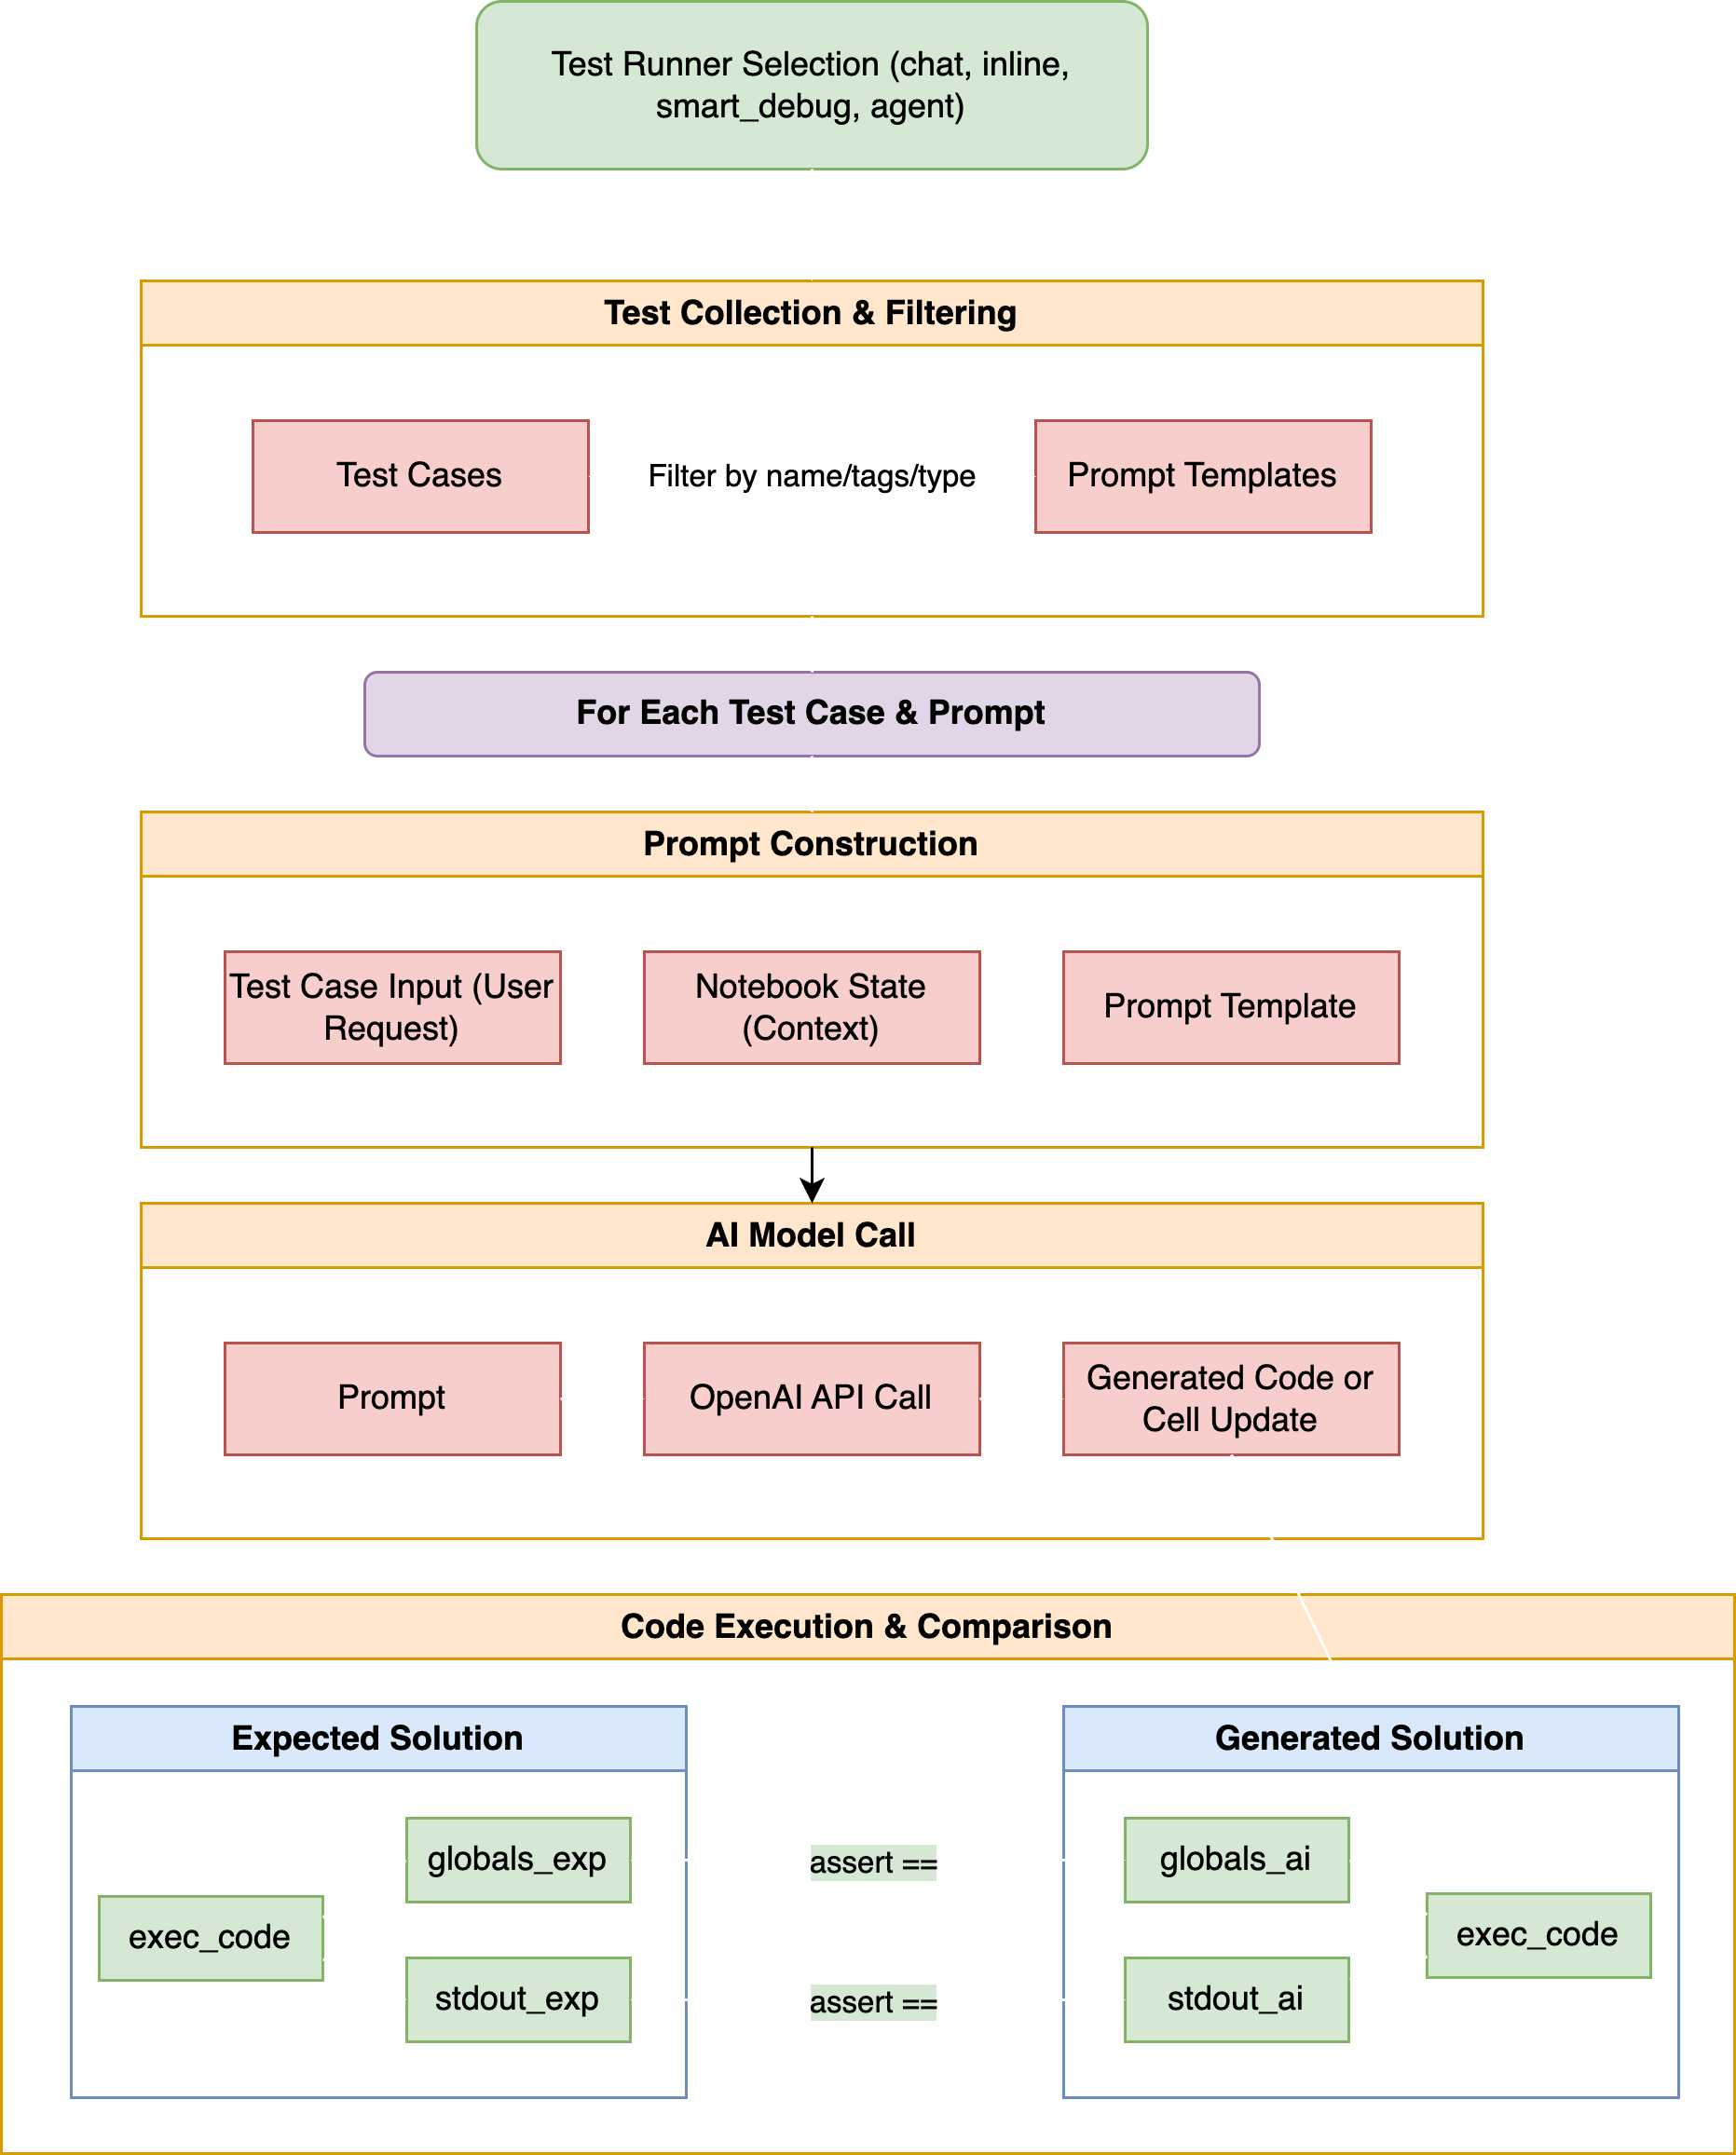 Test Runner Selection (chat, inline,
smart_debug, agent)
Test Collection & Filtering
Test Cases
Filter by name/tags/type
Prompt Templates
For Each Test Case & Prompt
Prompt Construction
Test Case Input (User
Request)
Notebook State
(Context)
Prompt Template
AI Model Call
Prompt
OpenAI API Call
Generated Code or
Cell Update
Code Execution & Comparison
Expected Solution
exec_code
globals_exp
stdout_exp
assert ==
assert ==
Generated Solution
globals_ai
stdout_ai
exec_code